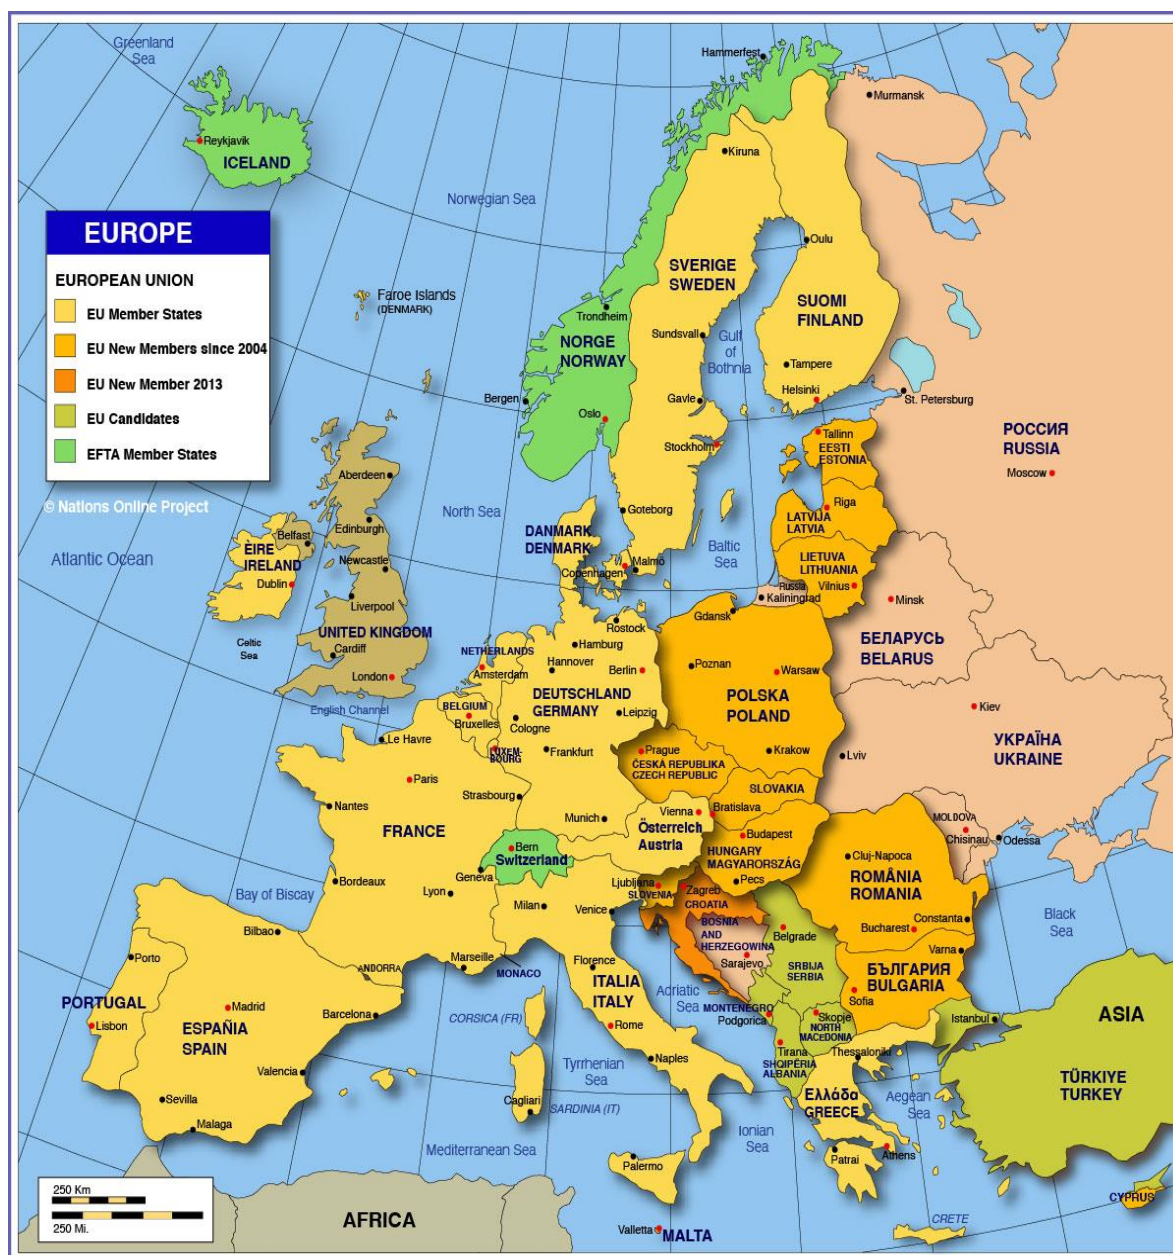 Greenland
Sea
Hammerfest
Murmansk
Reykjavik
ICELAND
Kiruna
Norwegian Sea
EUROPE
EUROPEAN UNION
EU Member States
EU New Members since 2004
EU New Member 2013
EU Candidates
EFTA Member States
© Nations Online Project
Oulu
SVERIGE
SWEDEN
SUOMI
FINLAND
Faroe Islands
(DENMARK)
Trondheim
NORGE
NORWAY
Sundsvall
Gulf
of
Bothnia
Tampere
Helsinki
St. Petersburg
Bergen
Oslo
Gavle
Stockholm
Tallinn
EESTI
ESTONIA
РОССИЯ
RUSSIA
Moscow
Aberdeen
Edinburgh
North Sea
Goteborg
Riga
LATVIJA
LATVIA
Atlantic Ocean
Belfast
ÈIRE
IRELAND
Dublin
Newcastle
Liverpool
DANMARK
DENMARK
Copenhagen
Malmö
Baltic
Sea
LIETUVA
LITHUANIA
Vilnius
Russia
Kaliningrad
Minsk
БЕЛАРУСЬ
BELARUS
Celtic
Sea
UNITED KINGDOM
Cardiff
London
English Channel
NETHERLANDS
Amsterdam
Rostock
Hamburg
Hannover
Berlin
Gdansk
Poznan
Warsaw
POLSKA
POLAND
Krakow
BELGIUM
Bruxelles
DEUTSCHLAND
GERMANY
Cologne
Leipzig
LUXEM-
BOURG
Frankfurt
Kiev
УКРАЇНА
UKRAINE
Lviv
Le Havre
Paris
Strasbourg
Prague
ČESKÁ REPUBLIKA
CZECH REPUBLIC
SLOVAKIA
Nantes
FRANCE
Munich
Vienna
Österreich
Austria
Bratislava
Budapest
HUNGARY
MAGYARORSZÁG
Pecs
MOLDOVA
Chisinau
Odessa
Bern
Switzerland
Geneva
Cluj-Napoca
ROMÂNIA
ROMANIA
Bay of Biscay
Bordeaux
Lyon
Milan
Venice
Ljubljana
SLOVENIA
Zagreb
CROATIA
BOSNIA
AND
HERZEGOWINA
Sarajevo
Belgrade
SRBIJA
SERBIA
Bucharest
Constanta
Varna
Black
Sea
Bilbao
Marseille
MONACO
Florence
ITALIA
ITALY
Adriatic
Sea
БЪЛГАРИЯ
BULGARIA
Sofia
Porto
ANDORRA
PORTUGAL
Lisbon
Madrid
ESPAÑIA
SPAIN
Barcelona
CORSICA (FR)
Rome
MONTENEGRO
Podgorica
Skopje
NORTH
MACEDONIA
Istanbul
ASIA
Valencia
Tyrrhenian
Sea
Naples
Tirana
SHQIPËRIA
ALBANIA
Thessaloniki
TÜRKIYE
TURKEY
Sevilla
Malaga
Cagliari
SARDINIA (IT)
Ελλάδα
GREECE
Aegean
Sea
Mediterranean Sea
Palermo
Ionian
Sea
Patrai
Athens
CYPRUS
250 Km
250 Mi.
AFRICA
Valletta
MALTA
CRETE